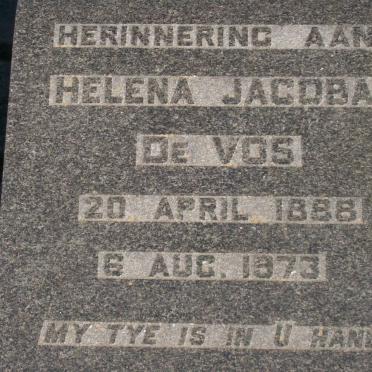 HERINNERING AAN
HELENA JACOBA
DE VOS
20 APRIL 1888
6 AUG. 1973
MY TYE IS IN U HAND